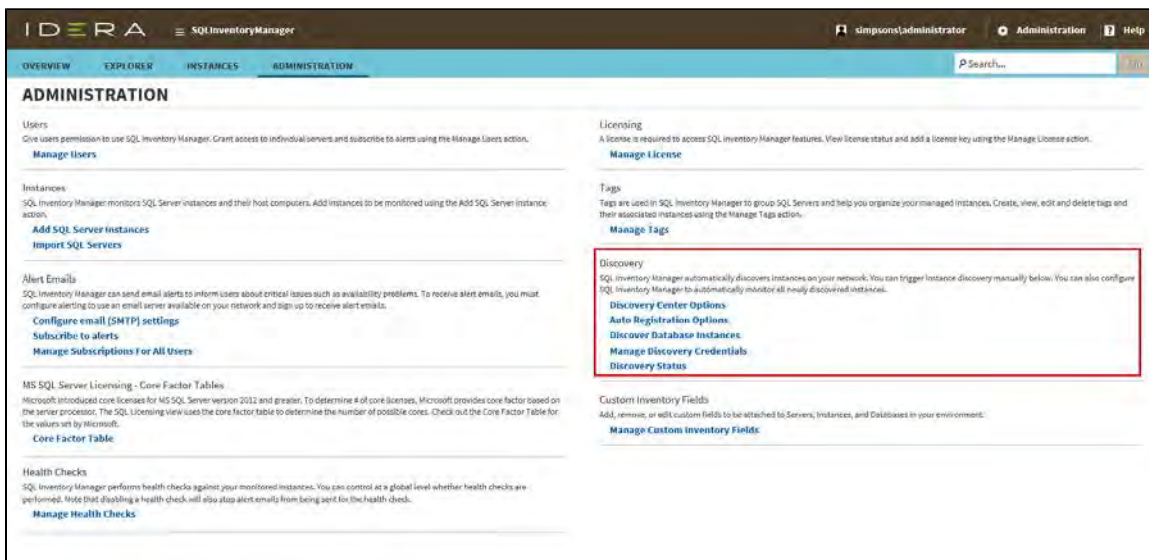 IDERA
SQLInventoryManager
simpsons\administrator
Administration
Help
OVERVIEW
EXPLORER
INSTANCES
ADMINISTRATION
Search...
ADMINISTRATION
Users
Give users permission to use SQL Inventory Manager. Grant access to individual servers and subscribe to alerts using the Manage Users action.
Manage Users
Instances
SQL Inventory Manager monitors SQL Server instances and their host computers. Add instances to be monitored using the Add SQL Server Instance
action.
Add SQL Server Instances
Import SQL Servers
Alert Emails
SQL Inventory Manager can send email alerts to inform users about critical issues such as availability problems. To receive alert emails, you must
configure alerting to use an email server available on your network and sign up to receive alert emails.
Configure email (SMTP) settings
Subscribe to alerts
Manage Subscriptions For All Users
MS SQL Server Licensing - Core Factor Tables
Microsoft introduced core licenses for MS SQL Server version 2012 and greater. To determine # of core licenses, Microsoft provides core factor based on
the server processor. The SQL Licensing view uses the core factor table to determine the number of possible cores. Check out the Core Factor Table for
the values set by Microsoft.
Core Factor Table
Health Checks
SQL Inventory Manager performs health checks against your monitored instances. You can control at a global level whether health checks are
performed. Note that disabling a health check will also stop alert emails from being sent for the health check.
Manage Health Checks
Licensing
A license is required to access SQL Inventory Manager features. View license status and add a license key using the Manage License action.
Manage License
Tags
Tags are used in SQL Inventory Manager to group SQL Servers and help you organize your managed instances. Create, view, edit and delete tags and
their associated instances using the Manage Tags action.
Manage Tags
Discovery
SQL Inventory Manager automatically discovers instances on your network. You can trigger instance discovery manually below. You can also configure
SQL Inventory Manager to automatically monitor all newly discovered instances.
Discovery Center Options
Auto Registration Options
Discover Database Instances
Manage Discovery Credentials
Discovery Status
Custom Inventory Fields
Add, remove, or edit custom fields to be attached to Servers, Instances, and Databases in your environment.
Manage Custom Inventory Fields